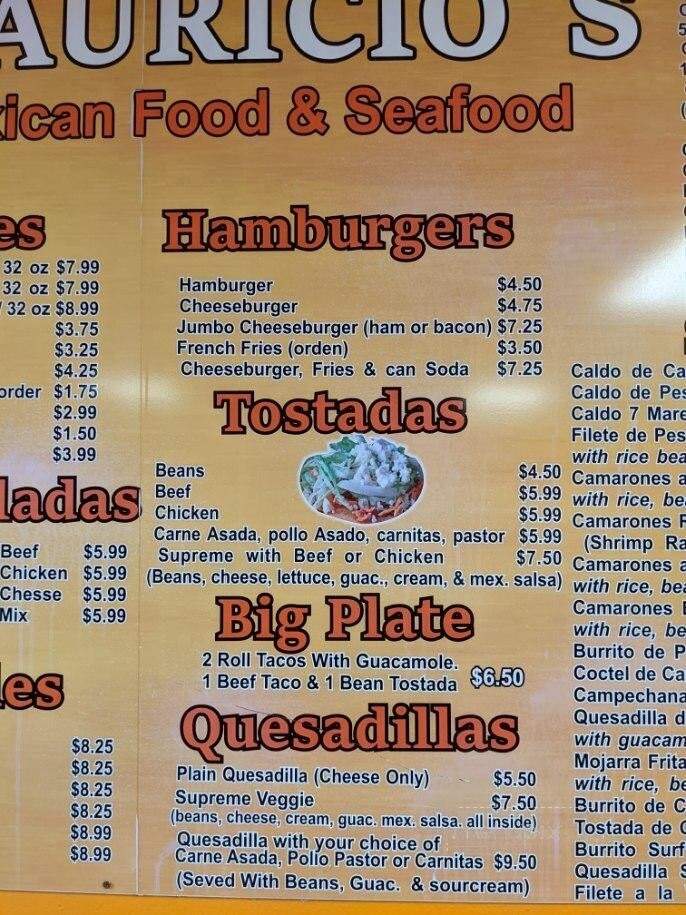 AURICIO'S
xican Food & Seafood
es
32 oz $7.99
32 oz $7.99
/ 32 oz $8.99
$3.75
$3.25
$4.25
order $1.75
$2.99
$1.50
$3.99
ladas
Beef $5.99
Chicken $5.99
Chesse $5.99
Mix $5.99
les
$8.25
$8.25
$8.25
$8.25
$8.99
$8.99
Hamburgers
Hamburger $4.50
Cheeseburger $4.75
Jumbo Cheeseburger (ham or bacon) $7.25
French Fries (orden) $3.50
Cheeseburger, Fries & can Soda $7.25
Tostadas
Beans $4.50
Beef $5.99
Chicken $5.99
Carne Asada, pollo Asado, carnitas, pastor $5.99
Supreme with Beef or Chicken $7.50
(Beans, cheese, lettuce, guac., cream, & mex. salsa)
Big Plate
2 Roll Tacos With Guacamole.
1 Beef Taco & 1 Bean Tostada $6.50
Quesadillas
Plain Quesadilla (Cheese Only) $5.50
Supreme Veggie $7.50
(beans, cheese, cream, guac. mex. salsa. all inside)
Quesadilla with your choice of
Carne Asada, Pollo Pastor or Carnitas $9.50
(Seved With Beans, Guac. & sourcream)
Caldo de Ca
Caldo de Pes
Caldo 7 Mare
Filete de Pes
with rice bea
Camarones a
with rice, bea
Camarones R
(Shrimp Ra
Camarones a
with rice, bea
Camarones E
with rice, be
Burrito de P
Coctel de Ca
Campechana
Quesadilla d
with guacam
Mojarra Frita
with rice, be
Burrito de C
Tostada de C
Burrito Surf
Quesadilla S
Filete a la